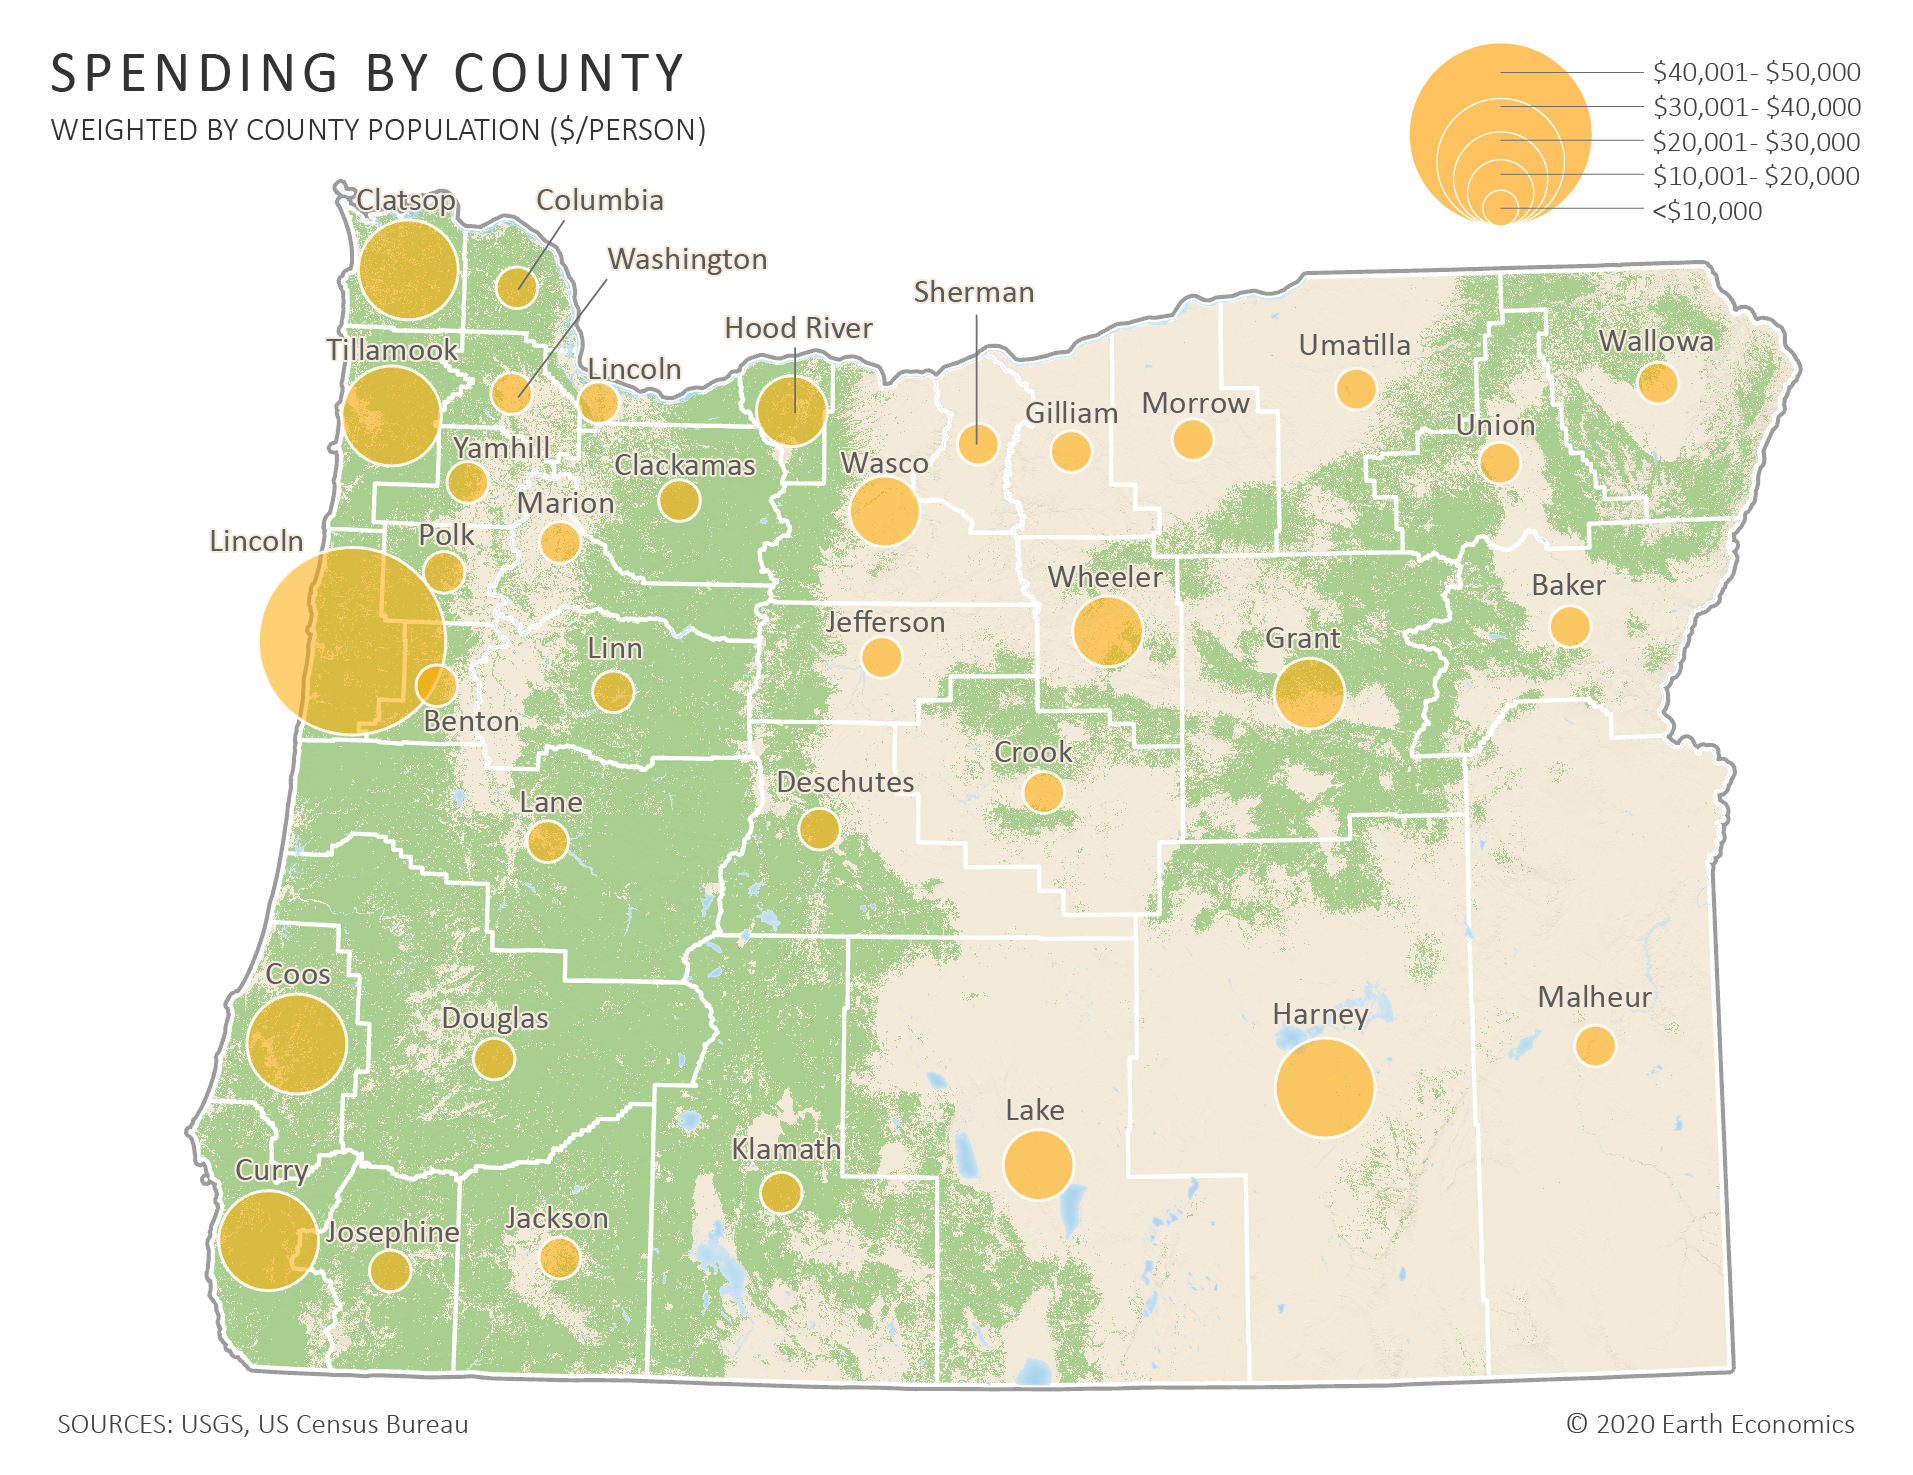 SPENDING BY COUNTY
WEIGHTED BY COUNTY POPULATION ($/PERSON)
$40,001- $50,000
$30,001- $40,000
$20,001- $30,000
$10,001- $20,000
<$10,000
Clatsop
Columbia
Washington
Sherman
Hood River
Tillamook
Lincoln
Umatilla
Wallowa
Gilliam
Morrow
Union
Yamhill
Clackamas
Wasco
Marion
Lincoln
Polk
Wheeler
Baker
Jefferson
Grant
Linn
Benton
Crook
Deschutes
Lane
Coos
Douglas
Harney
Malheur
Lake
Klamath
Curry
Josephine
Jackson
SOURCES: USGS, US Census Bureau
© 2020 Earth Economics